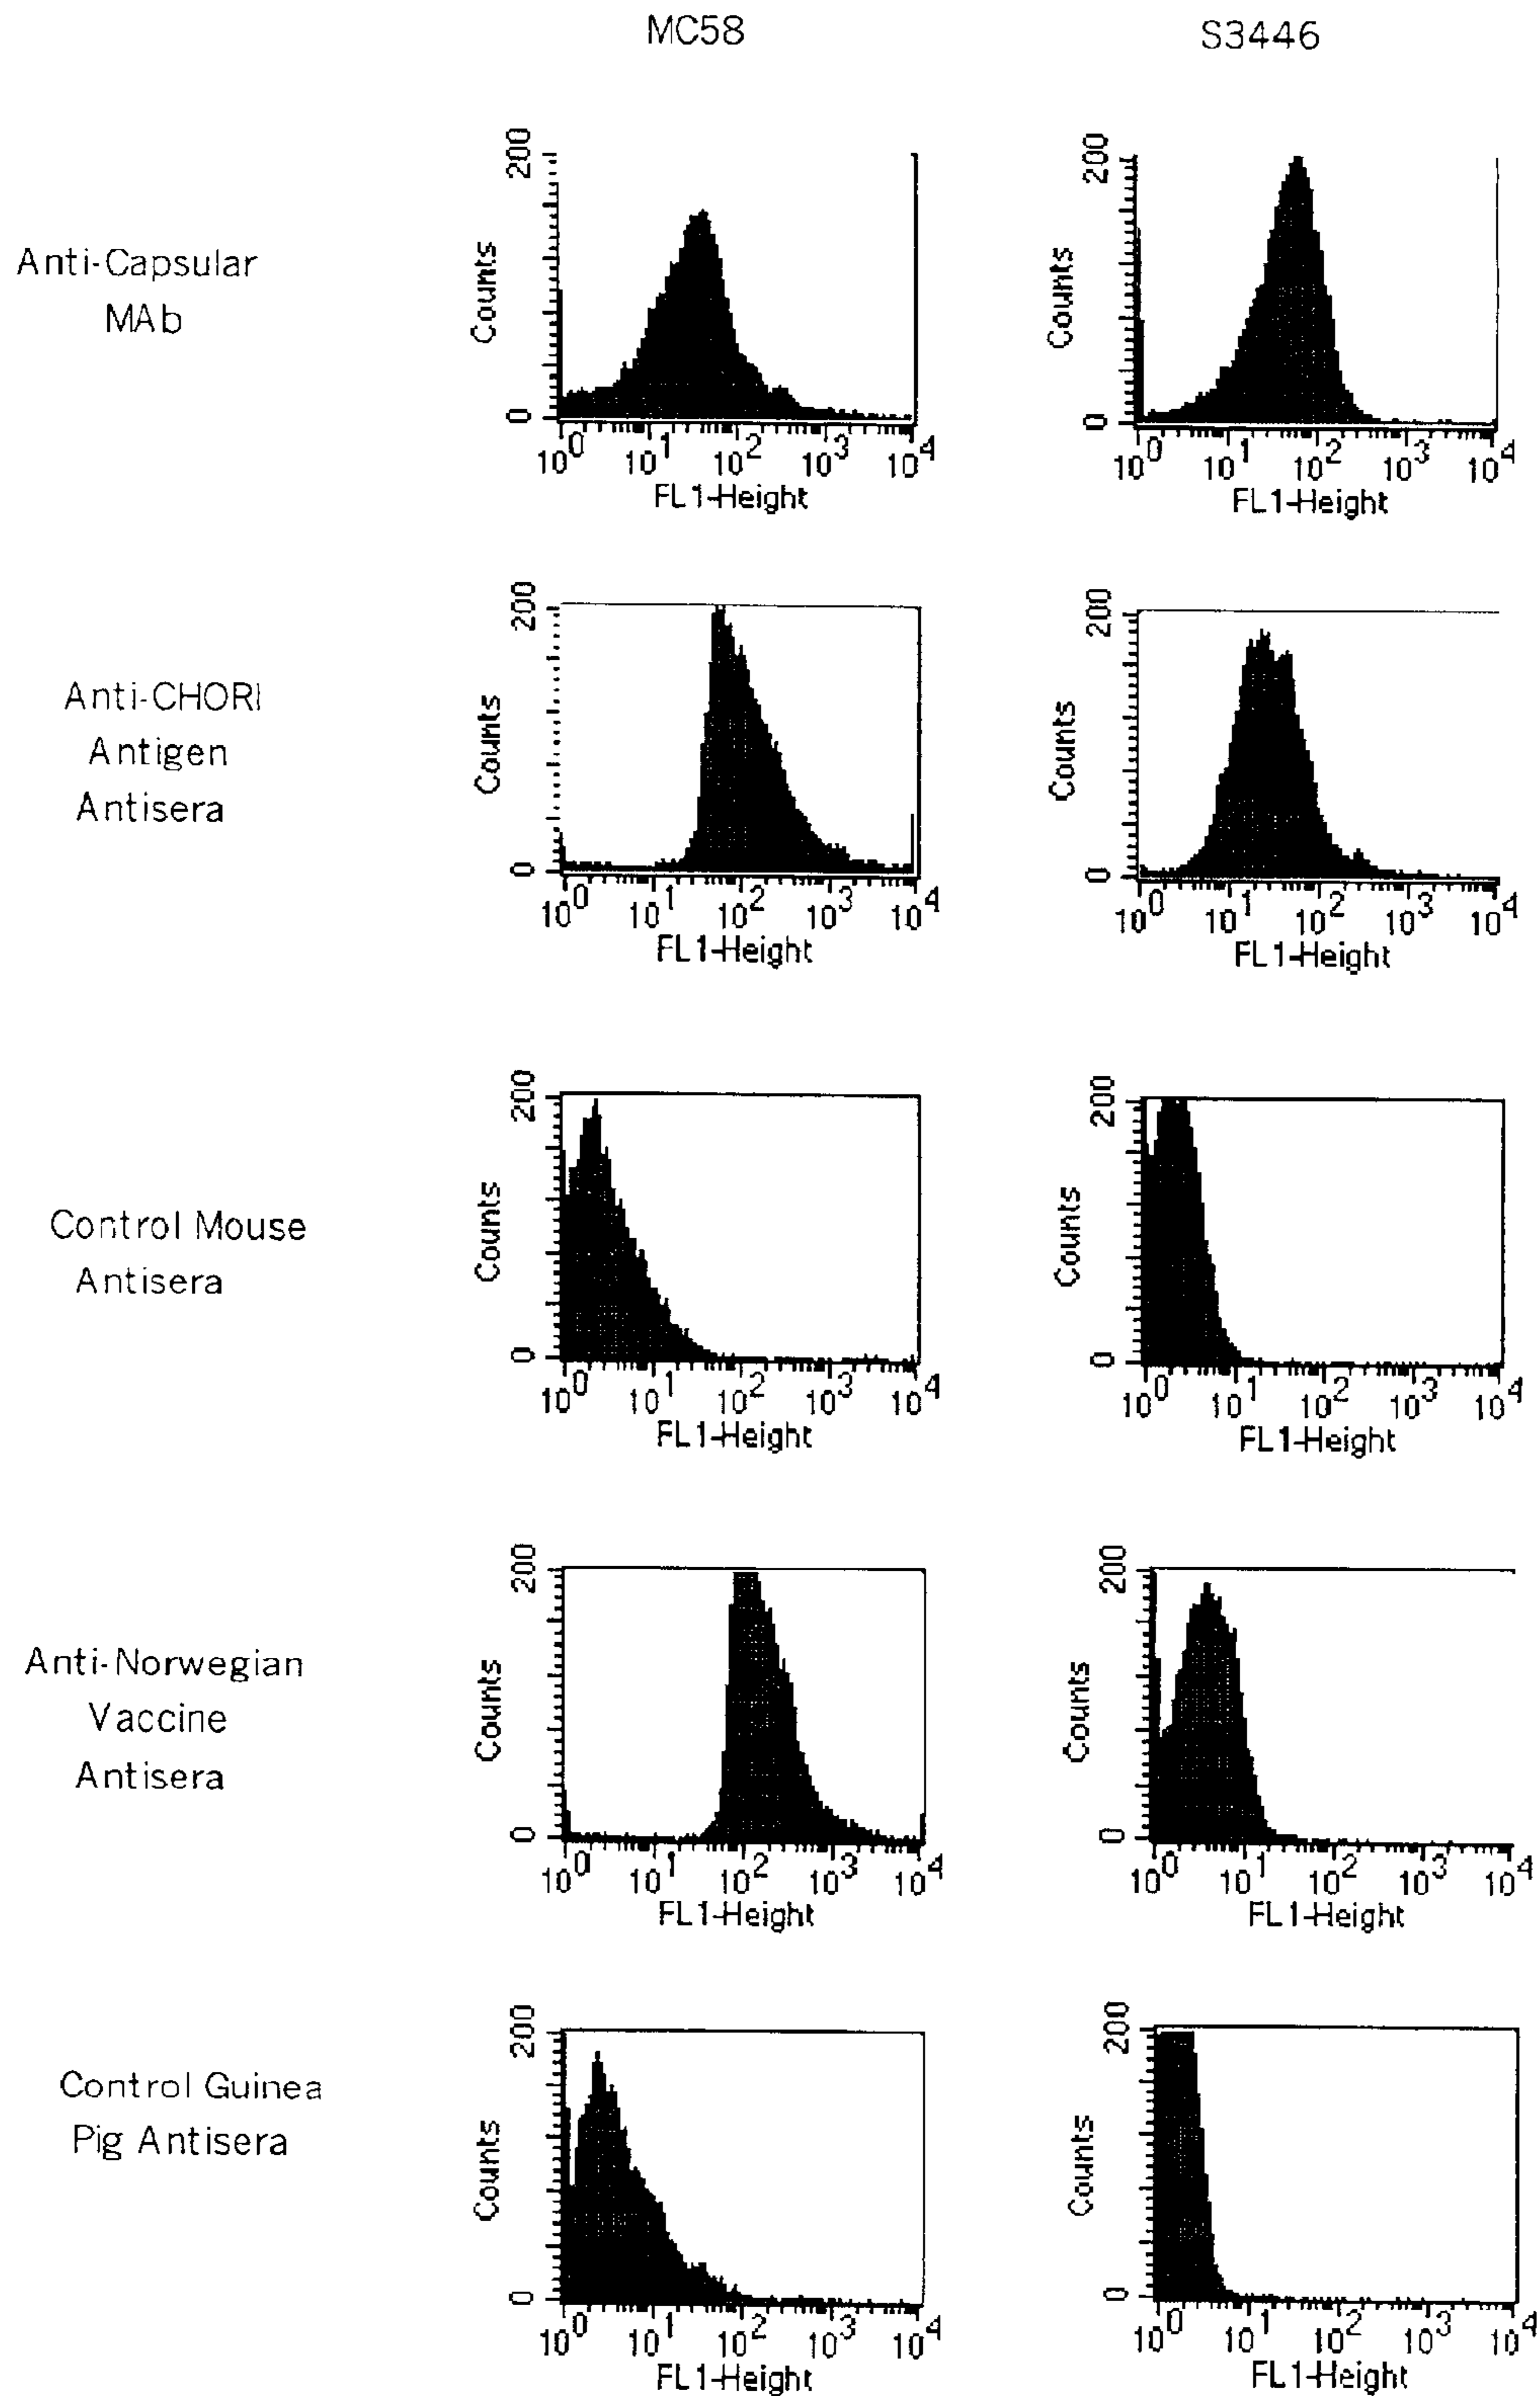 MC58 S3446
Anti-Capsular
MAb
Counts
200
0
10^0 10^1 10^2 10^3 10^4
FL1-Height
Counts
200
0
10^0 10^1 10^2 10^3 10^4
FL1-Height
Anti-CHORI
Antigen
Antisera
Counts
200
0
10^0 10^1 10^2 10^3 10^4
FL1-Height
Counts
200
0
10^0 10^1 10^2 10^3 10^4
FL1-Height
Control Mouse
Antisera
Counts
200
0
10^0 10^1 10^2 10^3 10^4
FL1-Height
Counts
200
0
10^0 10^1 10^2 10^3 10^4
FL1-Height
Anti-Norwegian
Vaccine
Antisera
Counts
200
0
10^0 10^1 10^2 10^3 10^4
FL1-Height
Counts
200
0
10^0 10^1 10^2 10^3 10^4
FL1-Height
Control Guinea
Pig Antisera
Counts
200
0
10^0 10^1 10^2 10^3 10^4
FL1-Height
Counts
200
0
10^0 10^1 10^2 10^3 10^4
FL1-Height